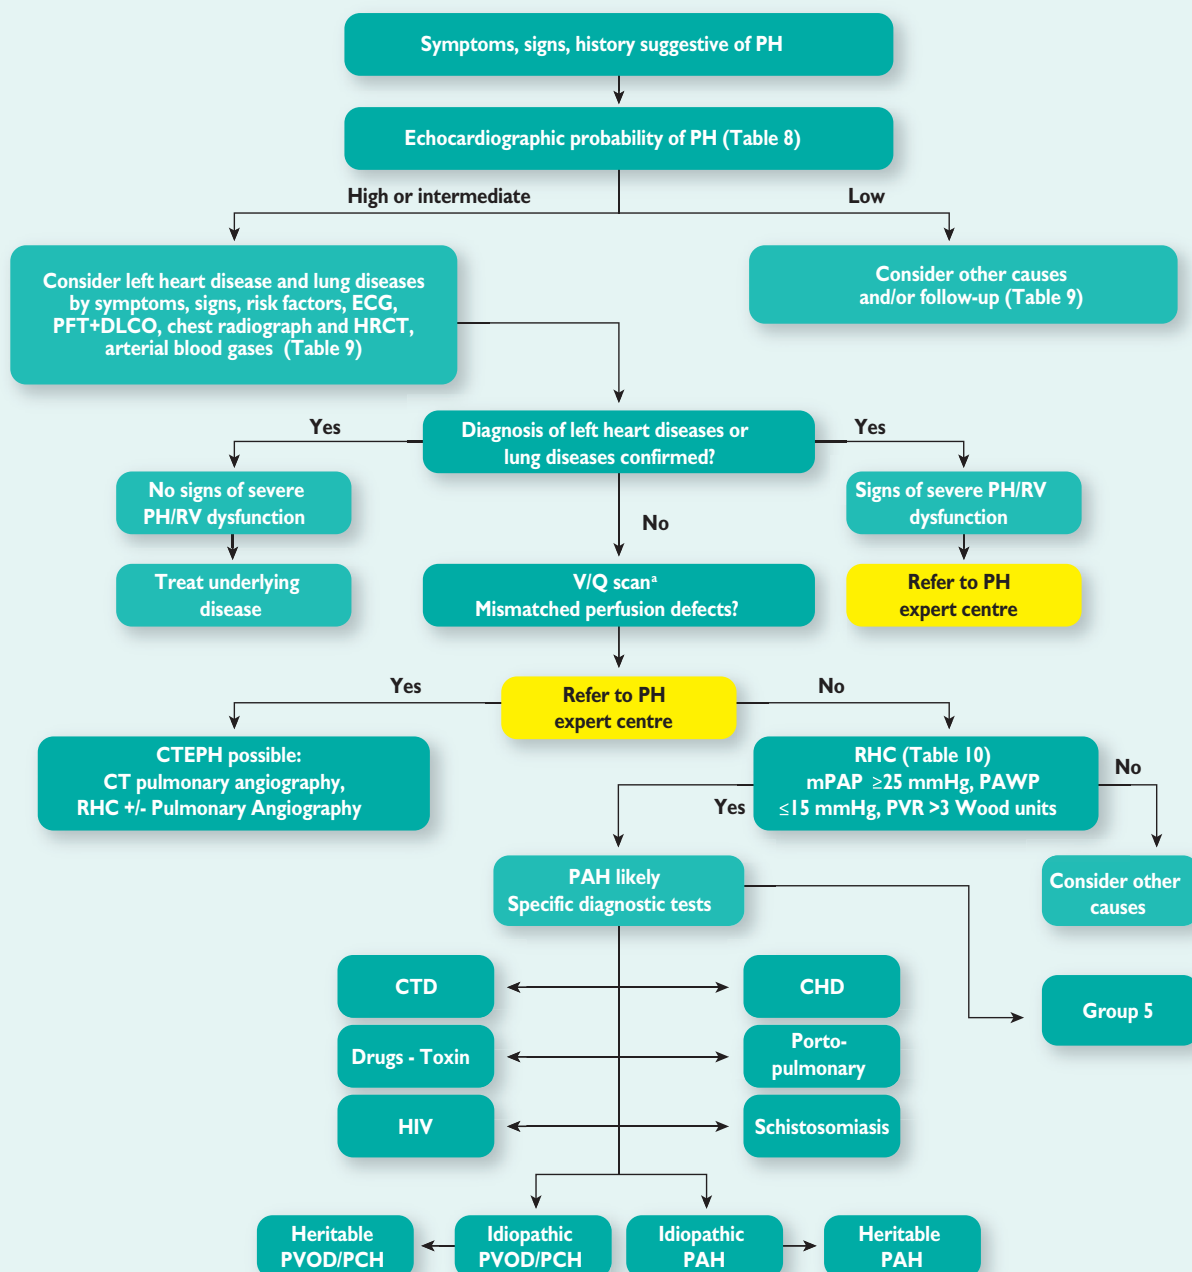 Symptoms, signs, history suggestive of PH
Echocardiographic probability of PH (Table 8)
High or intermediate
Low
Consider left heart disease and lung diseases
by symptoms, signs, risk factors, ECG,
PFT+DLCO, chest radiograph and HRCT,
arterial blood gases (Table 9)
Consider other causes
and/or follow-up (Table 9)
Yes
Diagnosis of left heart diseases or
lung diseases confirmed?
Yes
No signs of severe
PH/RV dysfunction
Signs of severe PH/RV
dysfunction
No
Treat underlying
disease
V/Q scanᵃ
Mismatched perfusion defects?
Refer to PH
expert centre
Yes
Refer to PH
expert centre
No
CTEPH possible:
CT pulmonary angiography,
RHC +/- Pulmonary Angiography
RHC (Table 10)
mPAP ≥25 mmHg, PAWP
≤15 mmHg, PVR >3 Wood units
No
Yes
PAH likely
Specific diagnostic tests
Consider other
causes
CTD
CHD
Group 5
Drugs - Toxin
Porto-
pulmonary
HIV
Schistosomiasis
Heritable
PVOD/PCH
Idiopathic
PVOD/PCH
Idiopathic
PAH
Heritable
PAH